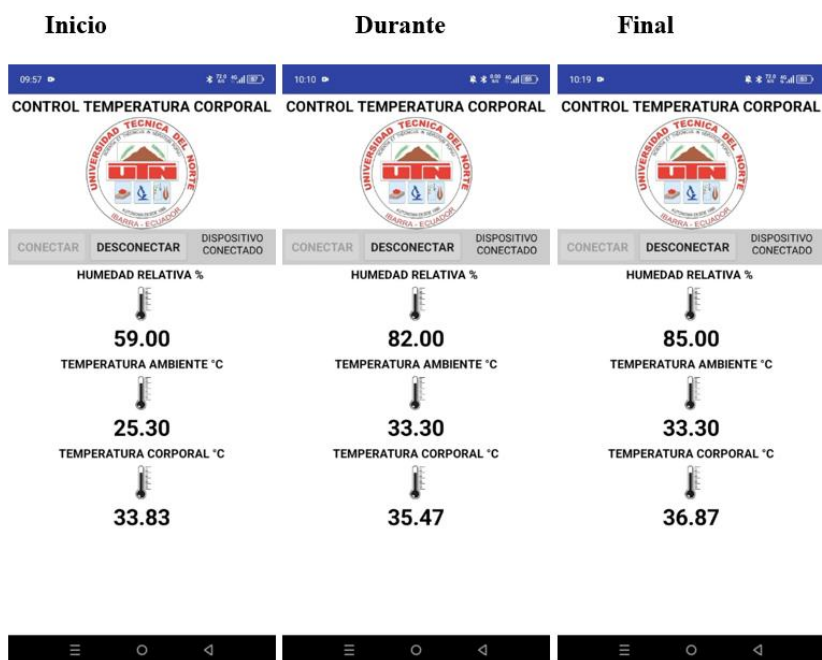 Inicio
Durante
Final
09:57
CONTROL TEMPERATURA CORPORAL
UNIVERSIDAD TECNICA DEL NORTE
UTN
IBARRA - ECUADOR
CONECTAR
DESCONECTAR
DISPOSITIVO
CONECTADO
HUMEDAD RELATIVA %
59.00
TEMPERATURA AMBIENTE °C
25.30
TEMPERATURA CORPORAL °C
33.83
10:10
CONTROL TEMPERATURA CORPORAL
UNIVERSIDAD TECNICA DEL NORTE
UTN
IBARRA - ECUADOR
CONECTAR
DESCONECTAR
DISPOSITIVO
CONECTADO
HUMEDAD RELATIVA %
82.00
TEMPERATURA AMBIENTE °C
33.30
TEMPERATURA CORPORAL °C
35.47
10:19
CONTROL TEMPERATURA CORPORAL
UNIVERSIDAD TECNICA DEL NORTE
UTN
IBARRA - ECUADOR
CONECTAR
DESCONECTAR
DISPOSITIVO
CONECTADO
HUMEDAD RELATIVA %
85.00
TEMPERATURA AMBIENTE °C
33.30
TEMPERATURA CORPORAL °C
36.87